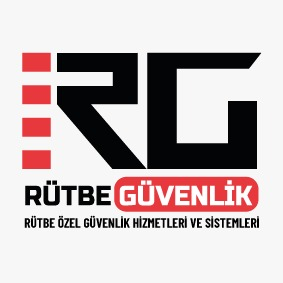 RG
RÜTBE GÜVENLİK
RÜTBE ÖZEL GÜVENLİK HİZMETLERİ VE SİSTEMLERİ